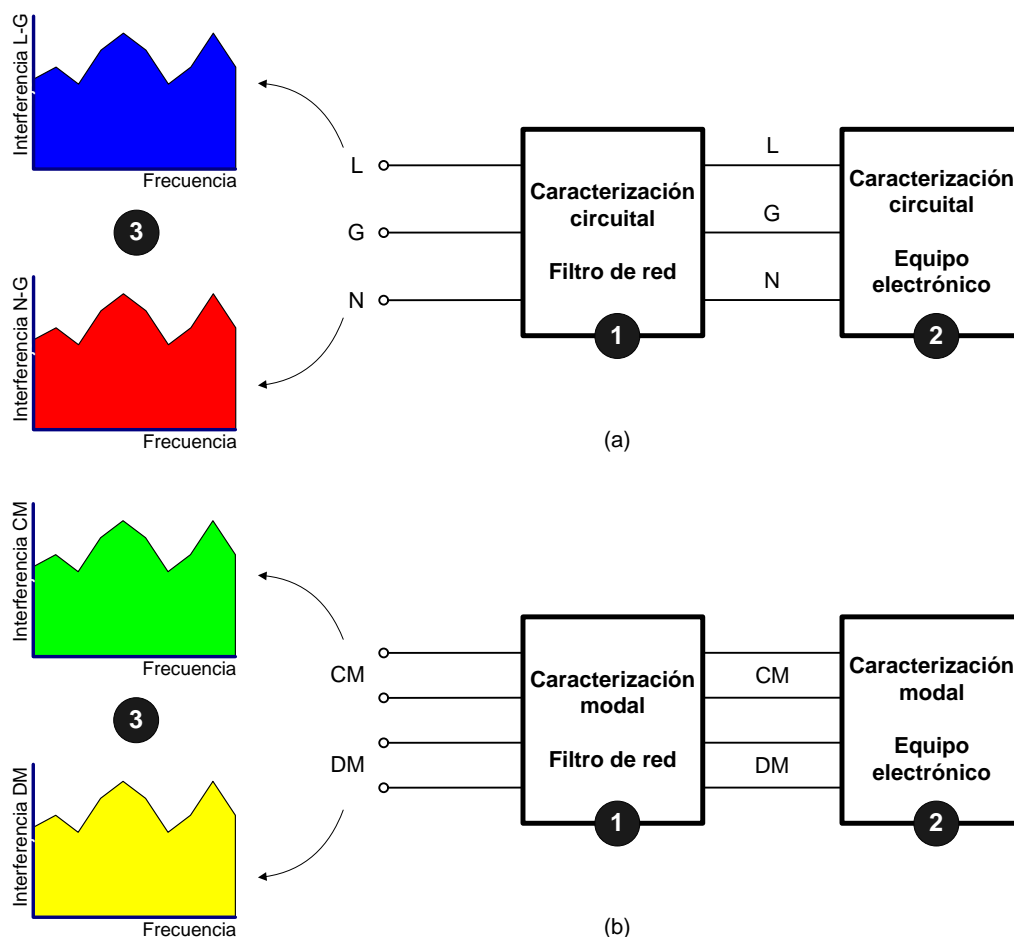 Interferencia L-G
Frecuencia
3
Interferencia N-G
Frecuencia
L
G
N
Caracterización
circuital
Filtro de red
1
L
G
N
Caracterización
circuital
Equipo
electrónico
2
(a)
Interferencia CM
Frecuencia
3
Interferencia DM
Frecuencia
CM
DM
Caracterización
modal
Filtro de red
1
CM
DM
Caracterización
modal
Equipo
electrónico
2
(b)